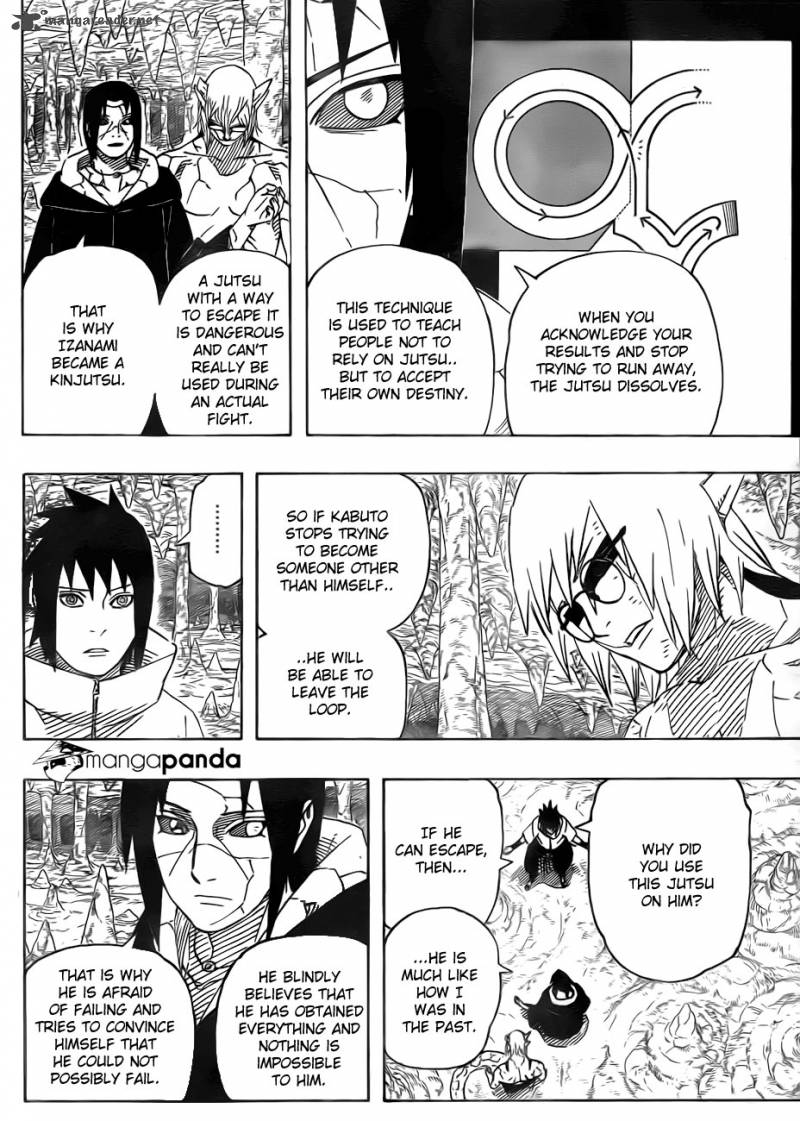 mangareader.net
WHEN YOU
ACKNOWLEDGE YOUR
RESULTS AND STOP
TRYING TO RUN AWAY,
THE JUTSU DISSOLVES.
THIS TECHNIQUE
IS USED TO TEACH
PEOPLE NOT TO
RELY ON JUTSU..
BUT TO ACCEPT
THEIR OWN DESTINY.
A JUTSU
WITH A WAY
TO ESCAPE IT
IS DANGEROUS
AND CAN'T
REALLY BE
USED DURING
AN ACTUAL
FIGHT.
THAT
IS WHY
IZANAMI
BECAME A
KINJUTSU.
SO IF KABUTO
STOPS TRYING
TO BECOME
SOMEONE OTHER
THAN HIMSELF..
..HE WILL
BE ABLE TO
LEAVE THE
LOOP.
.........
mangapanda
WHY DID
YOU USE
THIS JUTSU
ON HIM?
IF HE
CAN ESCAPE,
THEN...
...HE IS
MUCH LIKE
HOW I
WAS IN
THE PAST.
HE BLINDLY
BELIEVES THAT
HE HAS OBTAINED
EVERYTHING AND
NOTHING IS
IMPOSSIBLE
TO HIM.
THAT IS WHY
HE IS AFRAID
OF FAILING AND
TRIES TO CONVINCE
HIMSELF THAT
HE COULD NOT
POSSIBLY FAIL.